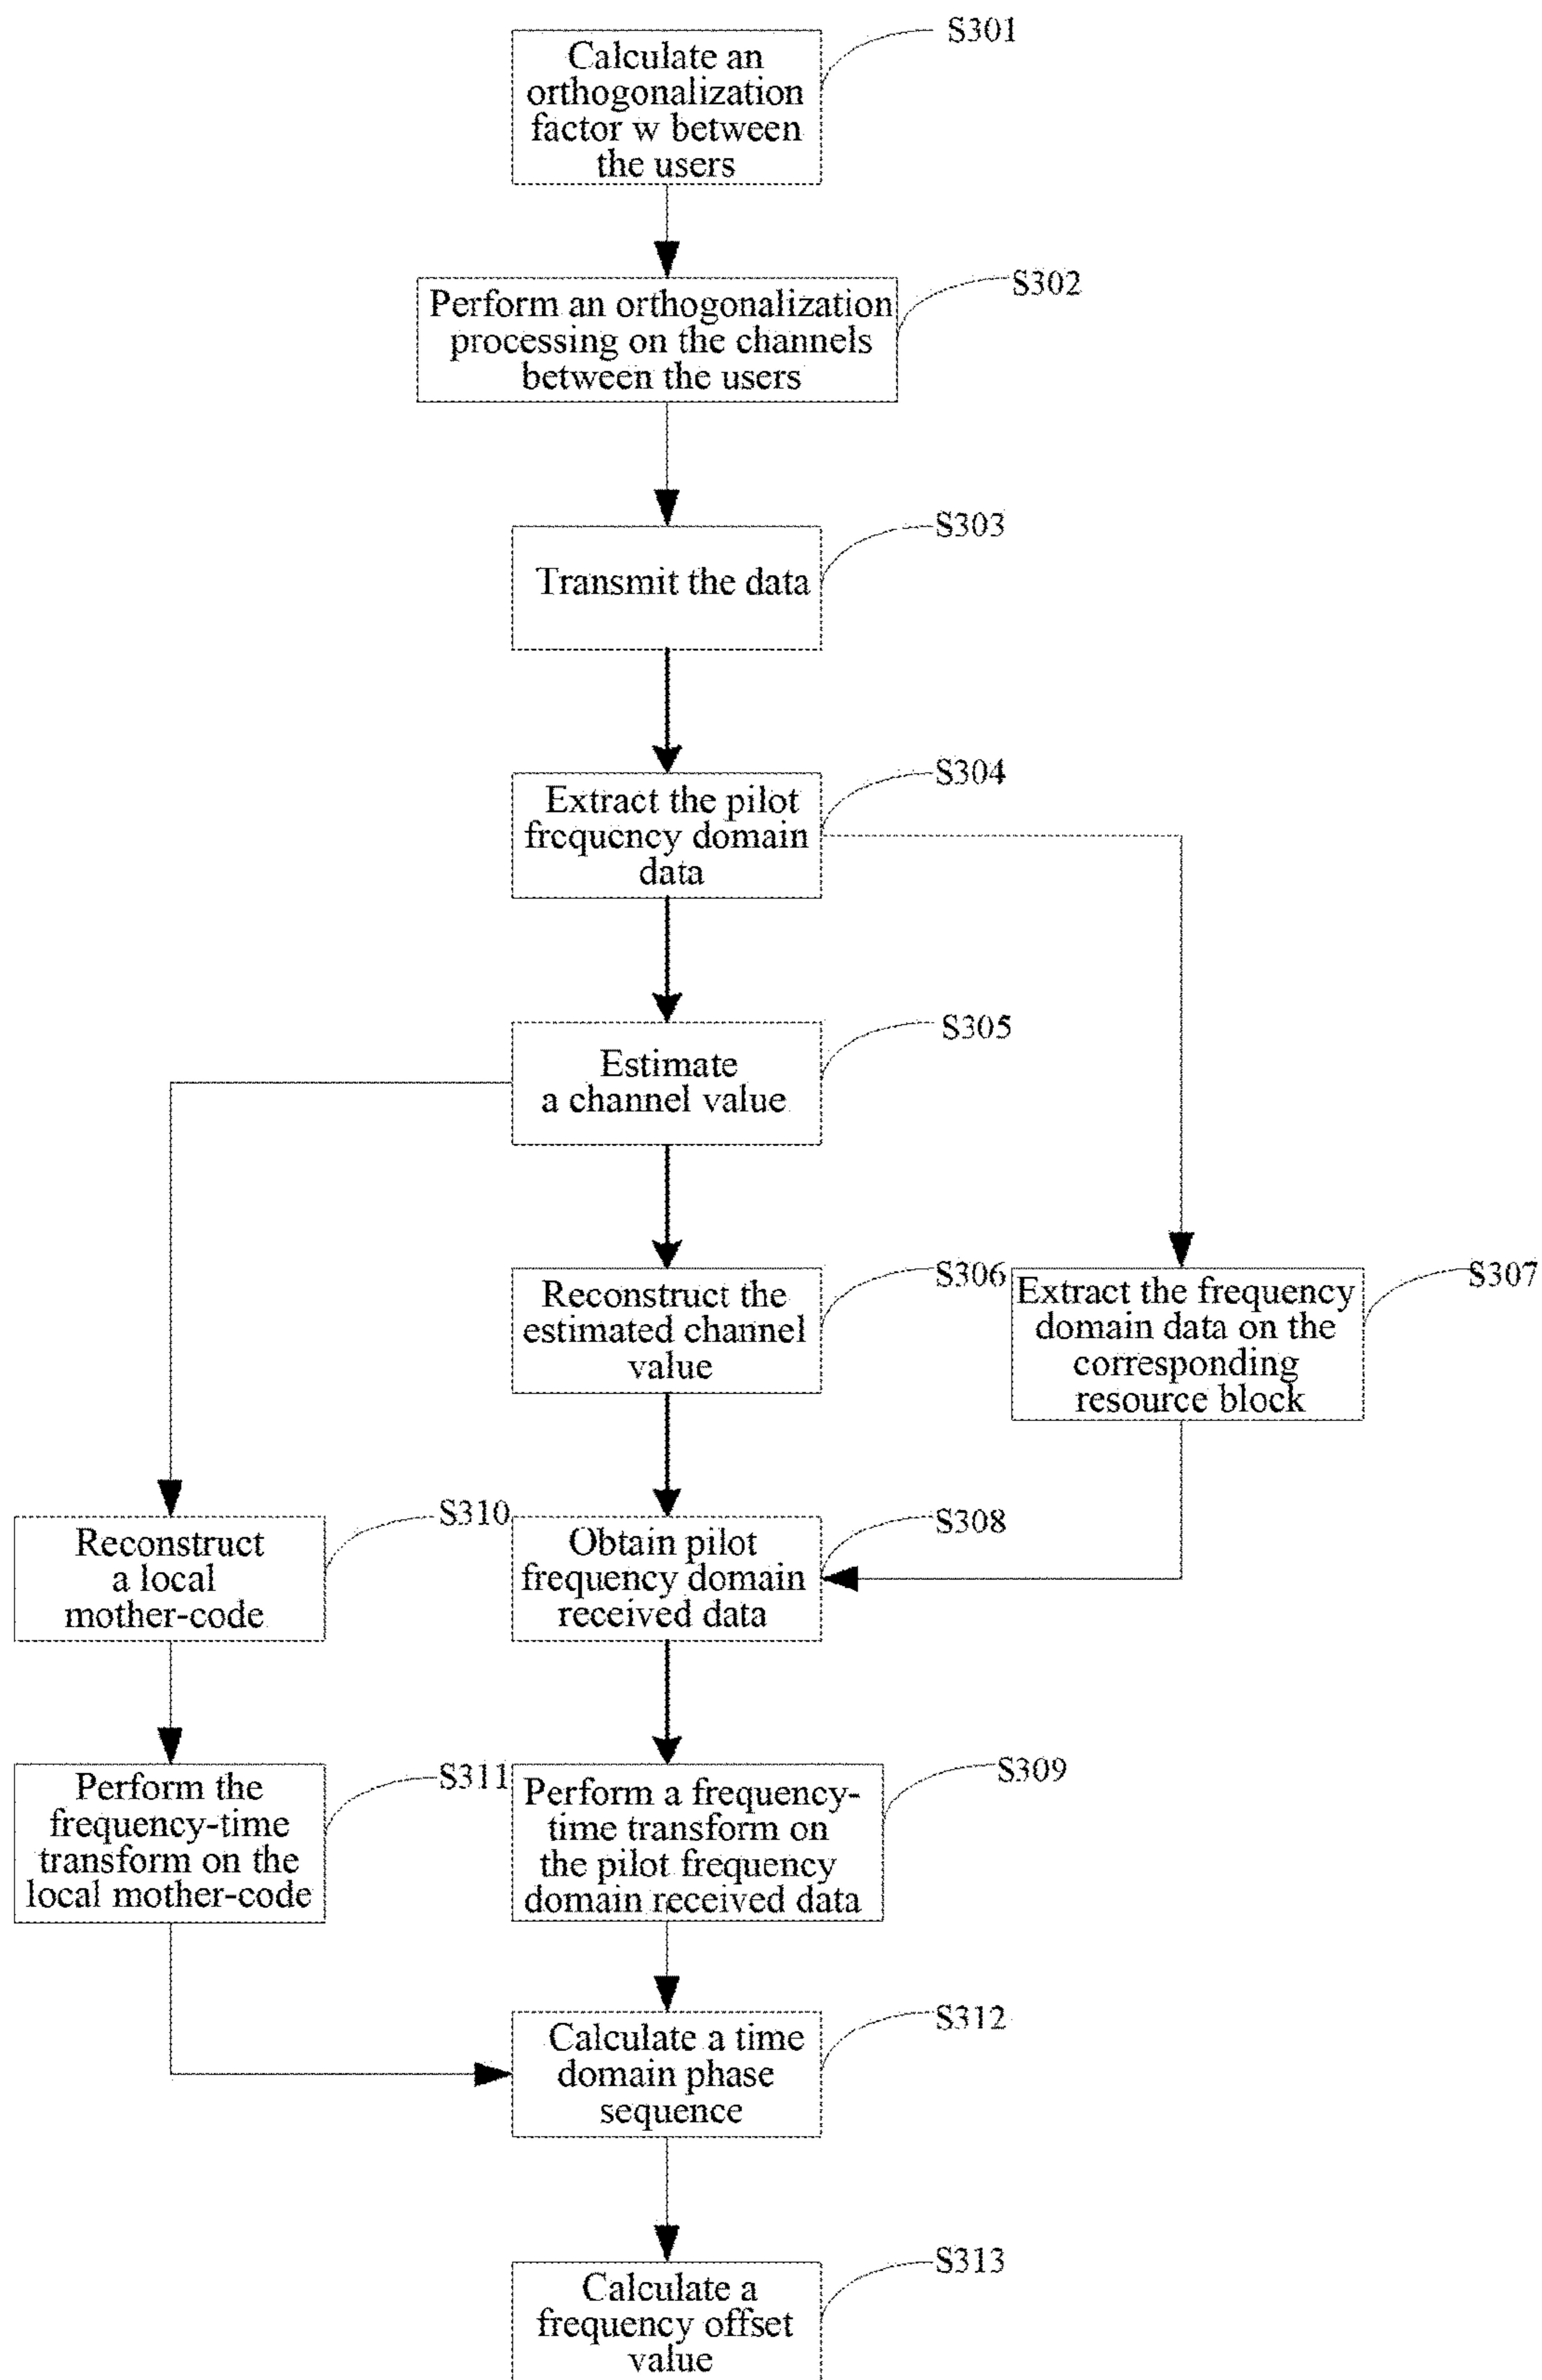 S301
Calculate an
orthogonalization
factor w between
the users
S302
Perform an orthogonalization
processing on the channels
between the users
S303
Transmit the data
S304
Extract the pilot
frequency domain
data
S305
Estimate
a channel value
S306
Reconstruct the
estimated channel
value
S307
Extract the frequency
domain data on the
corresponding
resource block
S310
Reconstruct
a local
mother-code
S308
Obtain pilot
frequency domain
received data
S311
Perform the
frequency-time
transform on the
local mother-code
S309
Perform a frequency-
time transform on
the pilot frequency
domain received data
S312
Calculate a time
domain phase
sequence
S313
Calculate a
frequency offset
value